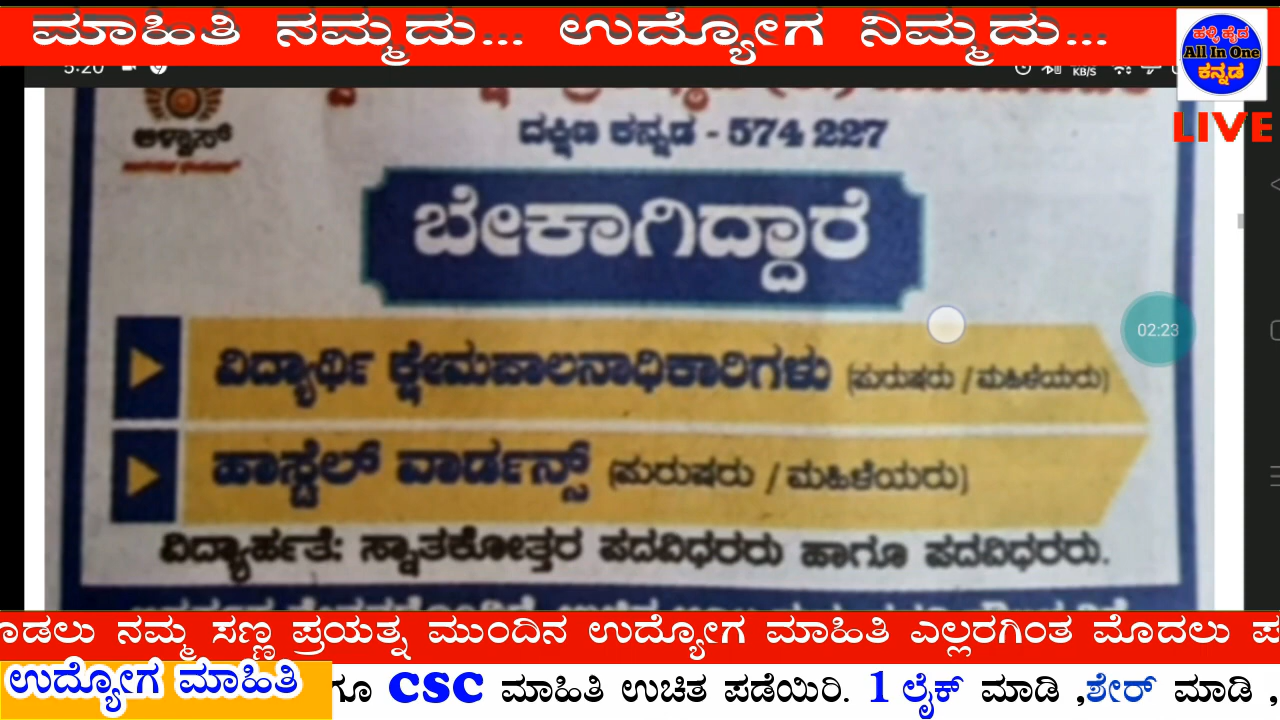 ಮಾಹಿತಿ ನಮ್ಮದು... ಉದ್ಯೋಗ ನಿಮ್ಮದು...
ಹಳ್ಳಿ ಹೈದ
All In One
ಕನ್ನಡ
LIVE
5:20
KB/S
ಆಳ್ವಾಸ್
ದಕ್ಷಿಣ ಕನ್ನಡ - 574 227
ಬೇಕಾಗಿದ್ದಾರೆ
02:23
ವಿದ್ಯಾರ್ಥಿ ಕ್ಷೇಮಪಾಲನಾಧಿಕಾರಿಗಳು (ಪುರುಷರು / ಮಹಿಳೆಯರು)
ಹಾಸ್ಟೆಲ್ ವಾರ್ಡನ್ಸ್ (ಪುರುಷರು / ಮಹಿಳೆಯರು)
ವಿದ್ಯಾರ್ಹತೆ: ಸ್ನಾತಕೋತ್ತರ ಪದವಿಧರರು ಹಾಗೂ ಪದವಿಧರರು.
ನಮ್ಮ ಸಣ್ಣ ಪ್ರಯತ್ನ ಮುಂದಿನ ಉದ್ಯೋಗ ಮಾಹಿತಿ ಎಲ್ಲರಗಿಂತ ಮೊದಲು
ಉದ್ಯೋಗ ಮಾಹಿತಿ
CSC ಮಾಹಿತಿ ಉಚಿತ ಪಡೆಯಿರಿ. 1 ಲೈಕ್ ಮಾಡಿ ,ಶೇರ್ ಮಾಡಿ ,